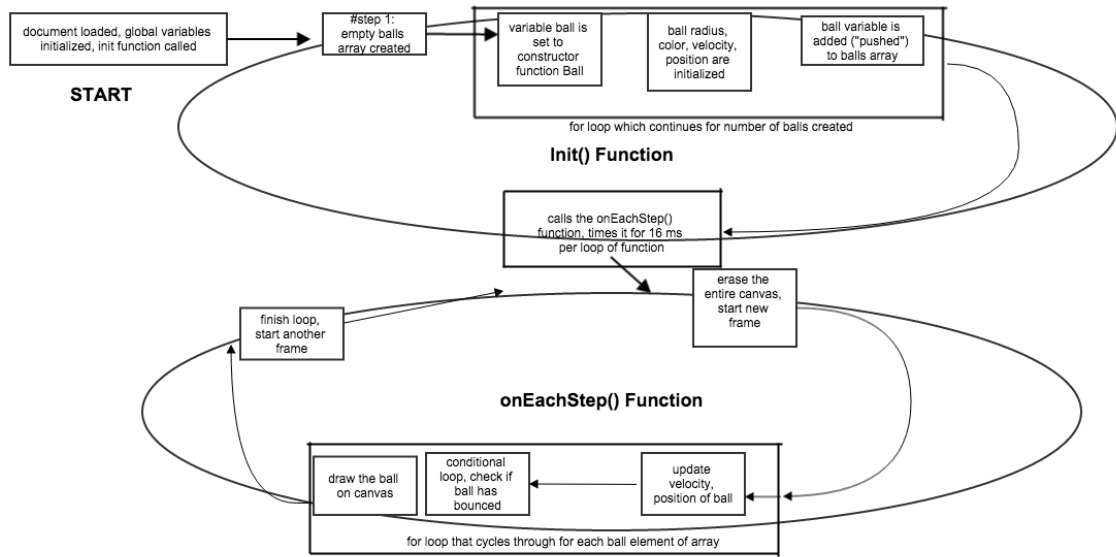 document loaded, global variables
initialized, init function called
START
#step 1:
empty balls
array created
variable ball is
set to
constructor
function Ball
ball radius,
color, velocity,
position are
initialized
ball variable is
added ("pushed")
to balls array
for loop which continues for number of balls created
Init() Function
calls the onEachStep()
function, times it for 16 ms
per loop of function
erase the
entire canvas,
start new
frame
finish loop,
start another
frame
onEachStep() Function
draw the ball
on canvas
conditional
loop, check if
ball has
bounced
update
velocity,
position of ball
for loop that cycles through for each ball element of array